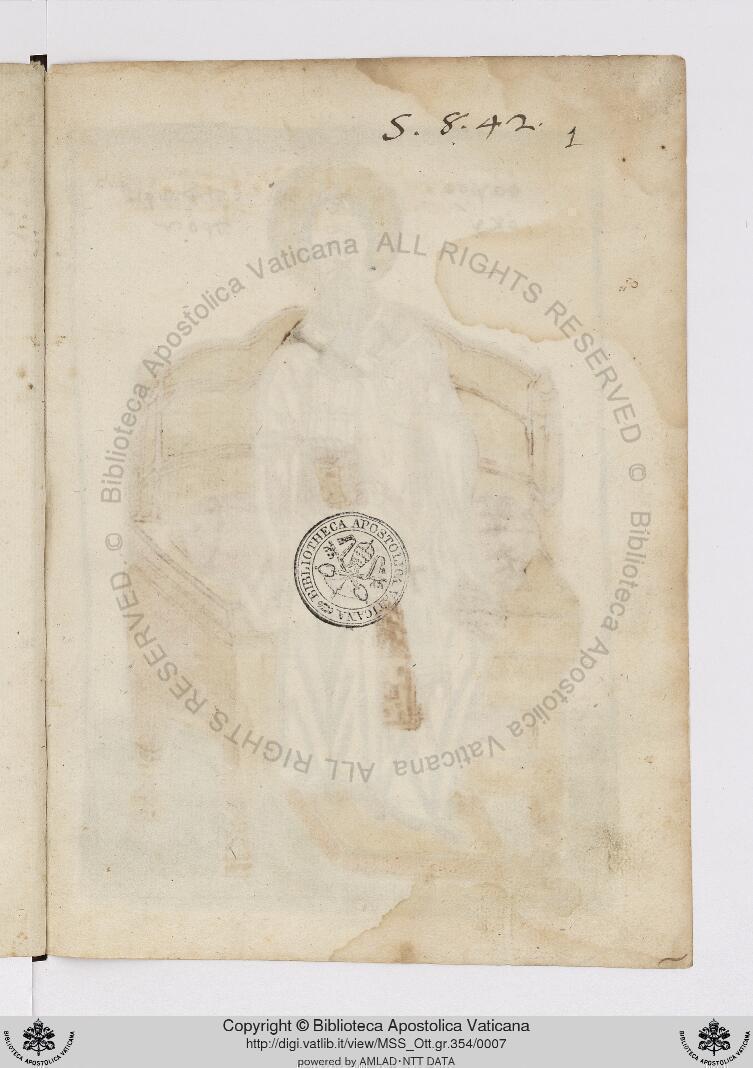 S. 8. 42.
1
© Biblioteca Apostolica Vaticana ALL RIGHTS RESERVED
© Biblioteca Apostolica Vaticana ALL RIGHTS RESERVED
BIBLIOTHECA APOSTOLICA VATICANA
BIBLIOTECA APOSTOLICA VATICANA
BIBLIOTECA APOSTOLICA VATICANA
Copyright © Biblioteca Apostolica Vaticana
http://digi.vatlib.it/view/MSS_Ott.gr.354/0007
powered by AMLAD·NTT DATA